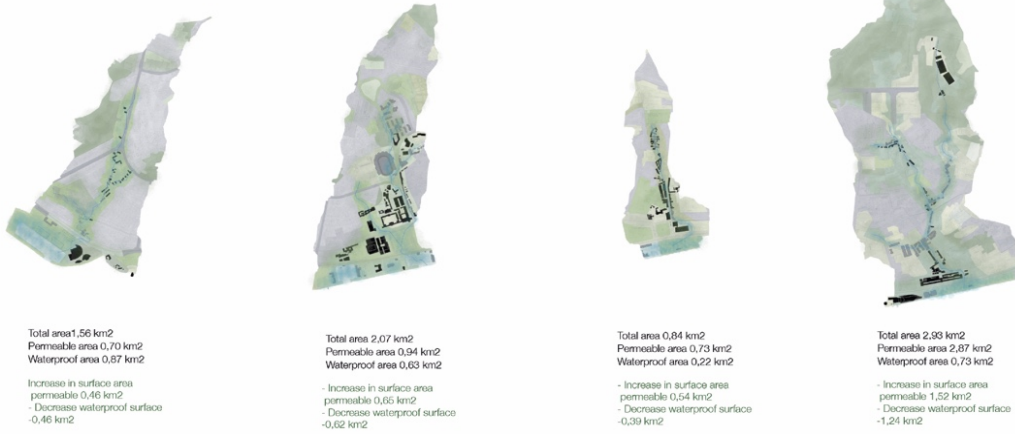 Total area1,56 km2
Permeable area 0,70 km2
Waterproof area 0,87 km2
Increase in surface area
permeable 0,46 km2
- Decrease waterproof surface
-0,46 km2
Total area 2,07 km2
Permeable area 0,94 km2
Waterproof area 0,63 km2
- Increase in surface area
permeable 0,65 km2
- Decrease waterproof surface
-0,62 km2
Total area 0,84 km2
Permeable area 0,73 km2
Waterproof area 0,22 km2
- Increase in surface area
permeable 0,54 km2
- Decrease waterproof surface
-0,39 km2
Total area 2,93 km2
Permeable area 2,87 km2
Waterproof area 0,73 km2
- Increase in surface area
permeable 1,52 km2
- Decrease waterproof surface
-1,24 km2